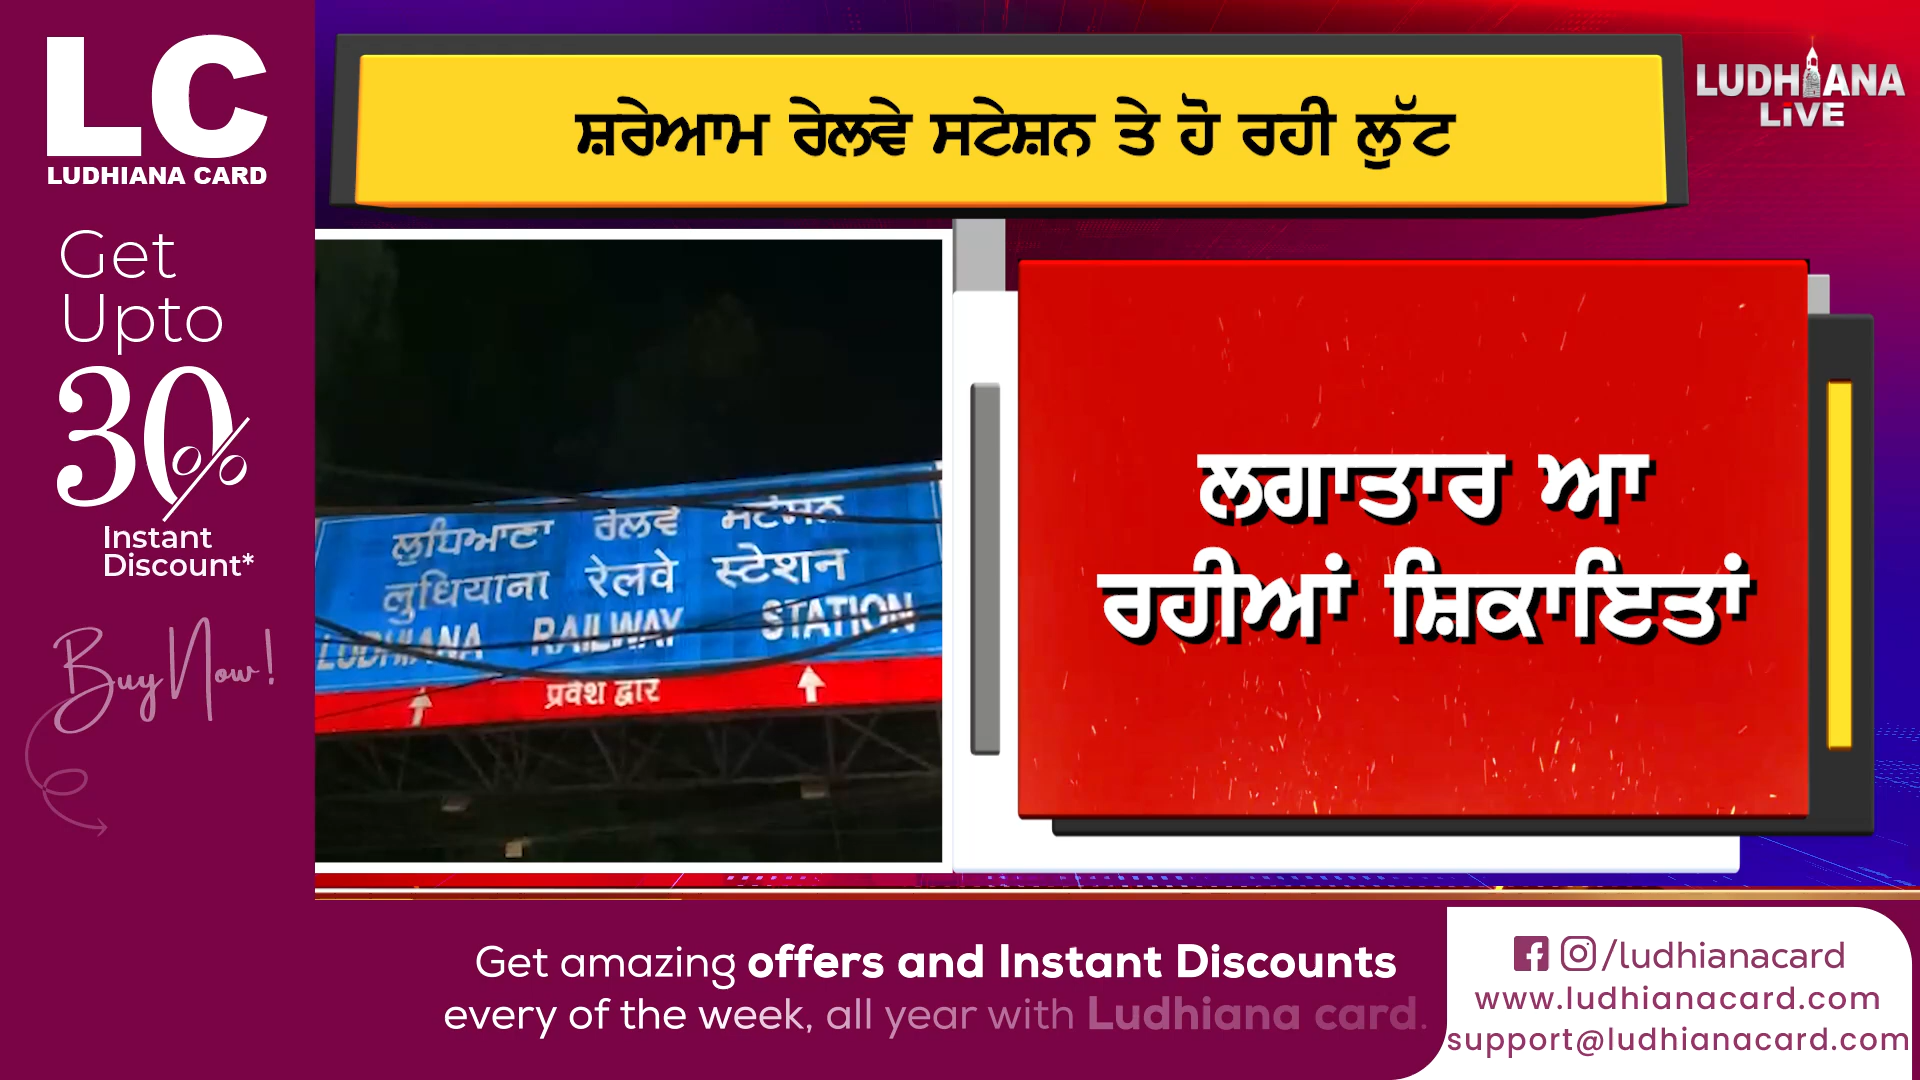 LC
LUDHIANA CARD
Get
Upto
30%
Instant
Discount*
Buy Now!
ਸ਼ਰੇਆਮ ਰੇਲਵੇ ਸਟੇਸ਼ਨ ਤੇ ਹੋ ਰਹੀ ਲੁੱਟ
LUDHIANA
LiVE
ਲੁਧਿਆਣਾ ਰੇਲਵੇ ਸਟੇਸ਼ਨ
लुधियाना रेलवे स्टेशन
LUDHIANA RAILWAY STATION
प्रवेश द्वार
ਲਗਾਤਾਰ ਆ
ਰਹੀਆਂ ਸ਼ਿਕਾਇਤਾਂ
Get amazing offers and Instant Discounts
every of the week, all year with Ludhiana card.
/ludhianacard
www.ludhianacard.com
support@ludhianacard.com